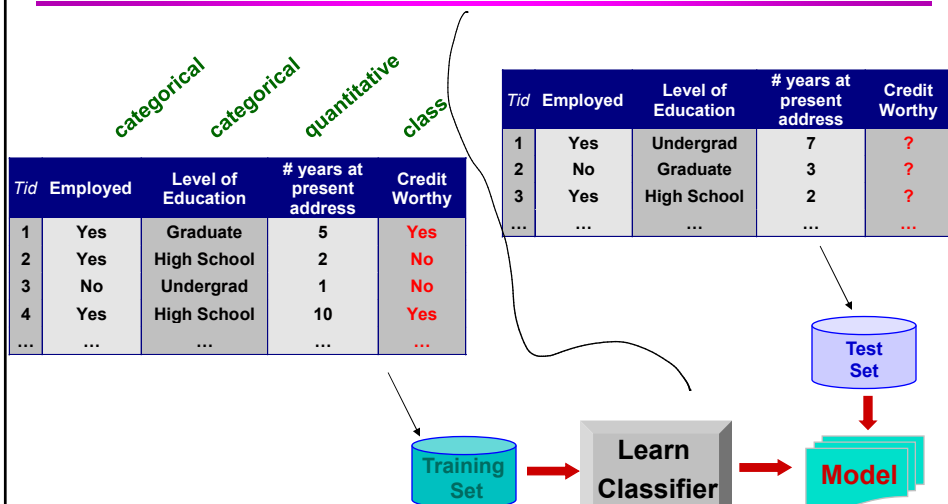 categorical categorical quantitative class
Tid Employed Level of Education # years at present address Credit Worthy
1 Yes Graduate 5 Yes
2 Yes High School 2 No
3 No Undergrad 1 No
4 Yes High School 10 Yes
… … … … …
Tid Employed Level of Education # years at present address Credit Worthy
1 Yes Undergrad 7 ?
2 No Graduate 3 ?
3 Yes High School 2 ?
… … … … …
Test
Set
Training
Set
Learn
Classifier
Model